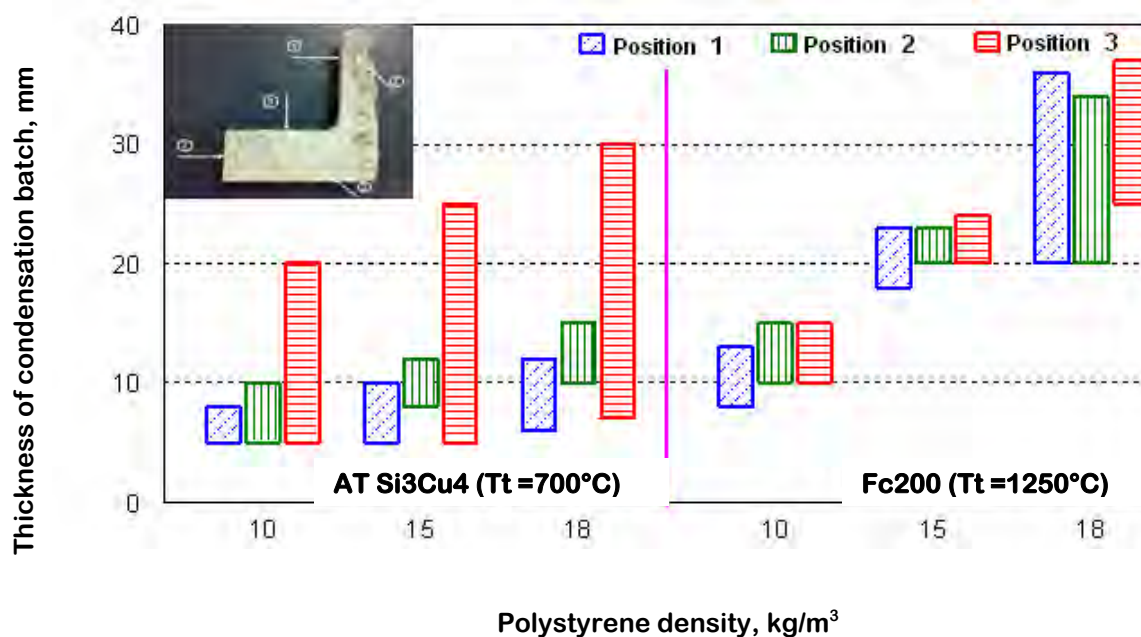 Thickness of condensation batch, mm
40
30
20
10
0
Position 1
Position 2
Position 3
AT Si3Cu4 (Tt =700°C)
Fc200 (Tt =1250°C)
10 15 18 10 15 18
Polystyrene density, kg/m³